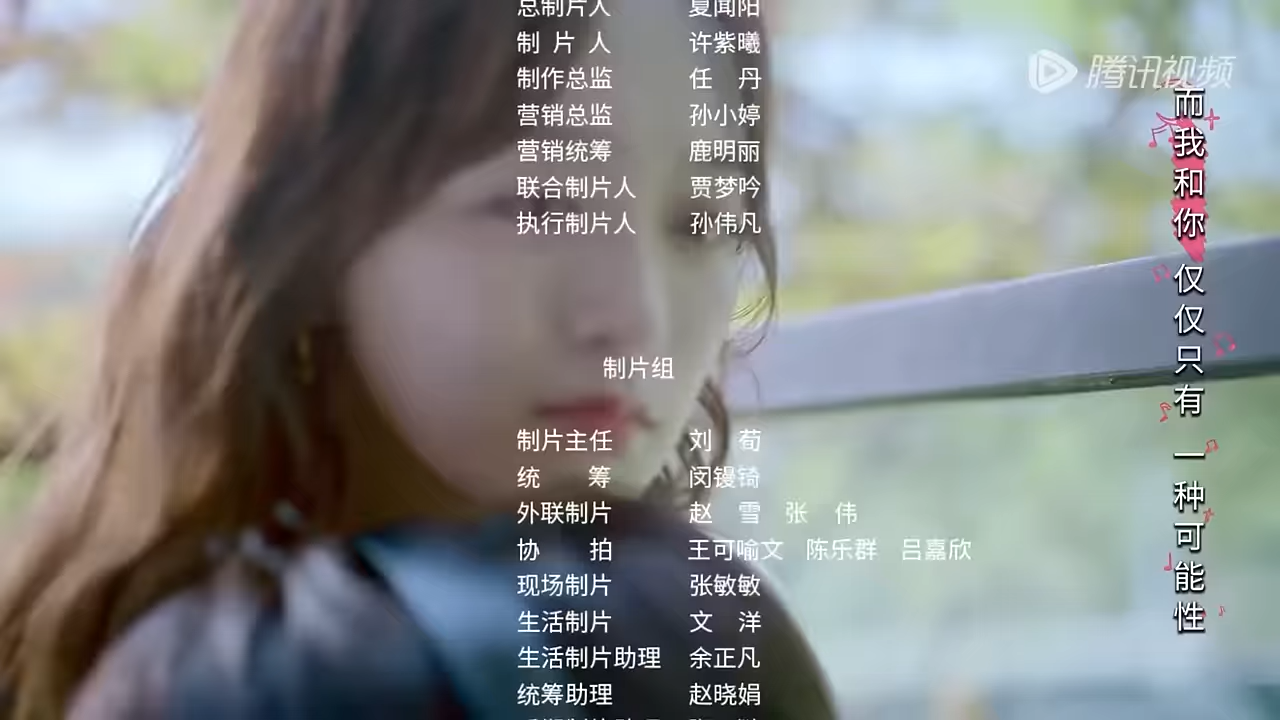 总制片人 夏闻阳
制片人 许紫曦
制作总监 任丹
营销总监 孙小婷
营销统筹 鹿明丽
联合制片人 贾梦吟
执行制片人 孙伟凡
制片组
制片主任 刘荀
统筹 闵镘锜
外联制片 赵雪 张伟
协拍 王可喻文 陈乐群 吕嘉欣
现场制片 张敏敏
生活制片 文洋
生活制片助理 余正凡
统筹助理 赵晓娟
腾讯视频
而我和你 仅仅只有 一种可能性